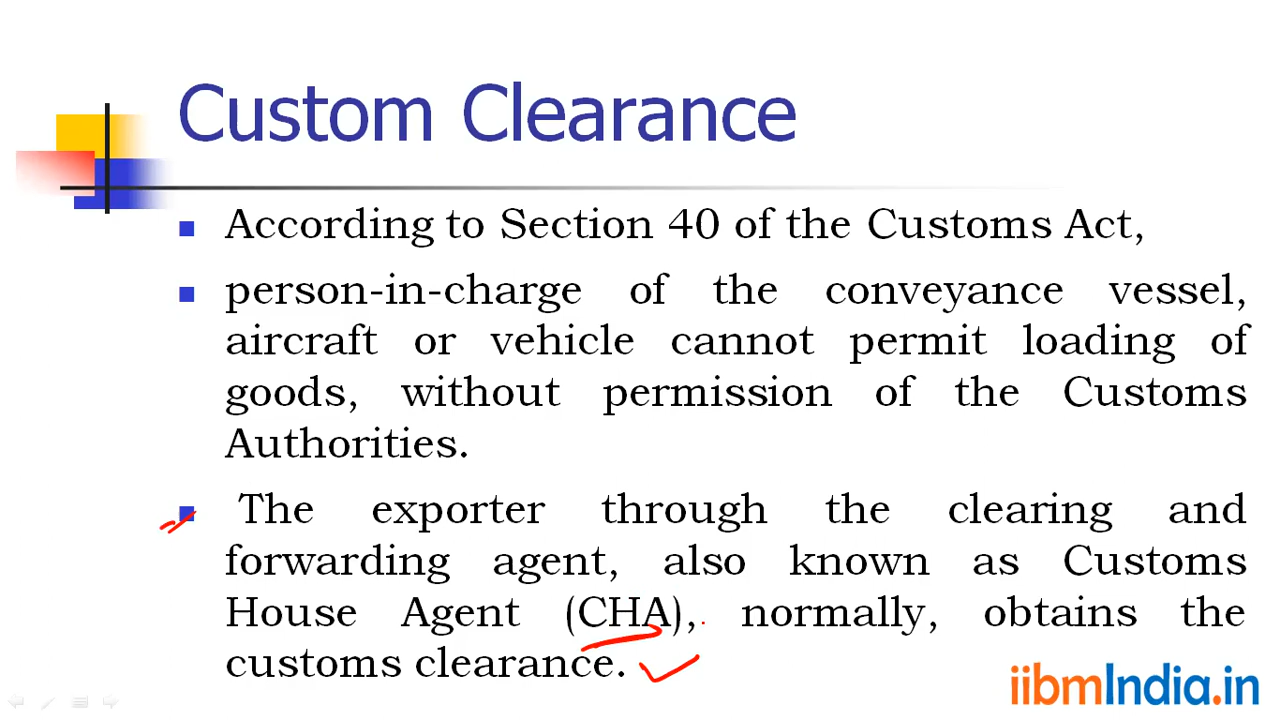 Custom Clearance
According to Section 40 of the Customs Act,
person-in-charge of the conveyance vessel,
aircraft or vehicle cannot permit loading of
goods, without permission of the Customs
Authorities.
The exporter through the clearing and
forwarding agent, also known as Customs
House Agent (CHA), normally, obtains the
customs clearance.
iibmIndia.in